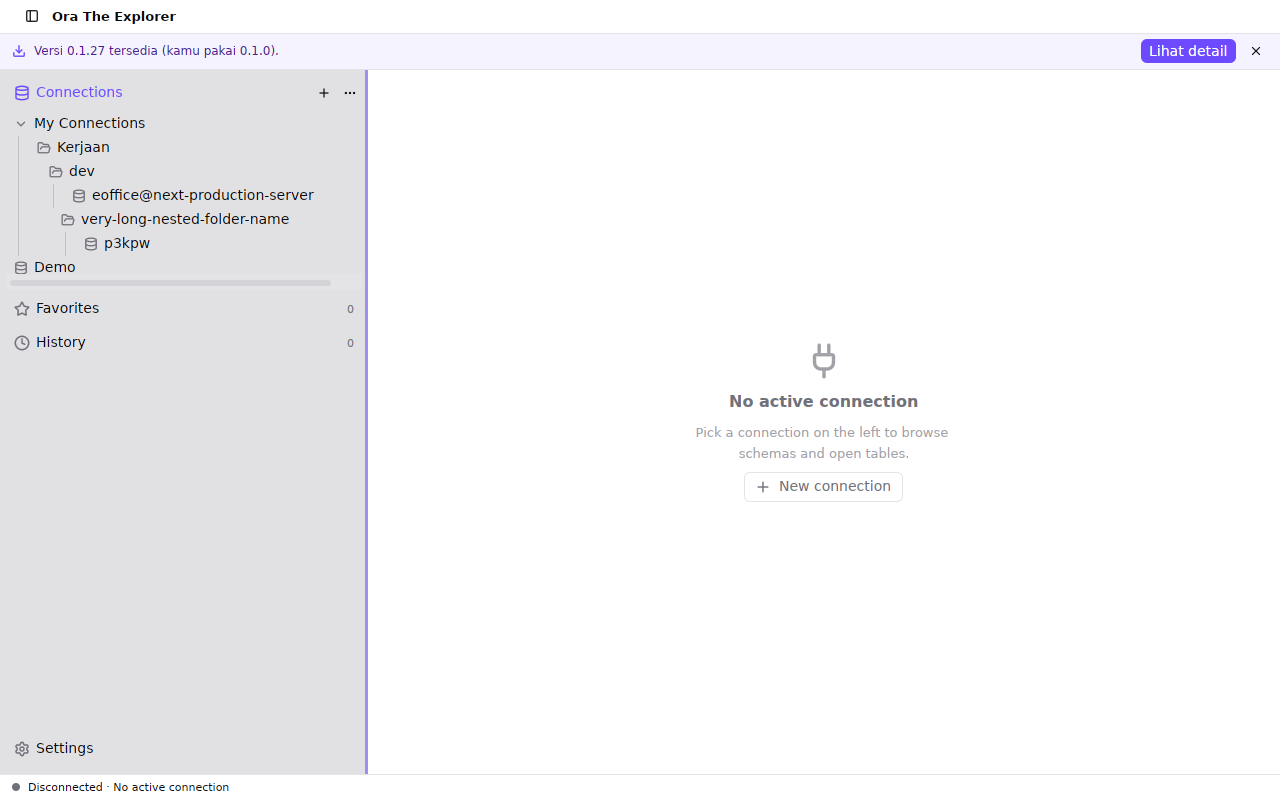 Ora The Explorer
Versi 0.1.27 tersedia (kamu pakai 0.1.0).
Lihat detail
Connections
My Connections
Kerjaan
dev
eoffice@next-production-server
very-long-nested-folder-name
p3kpw
Demo
Favorites 0
History 0
No active connection
Pick a connection on the left to browse
schemas and open tables.
New connection
Settings
Disconnected · No active connection